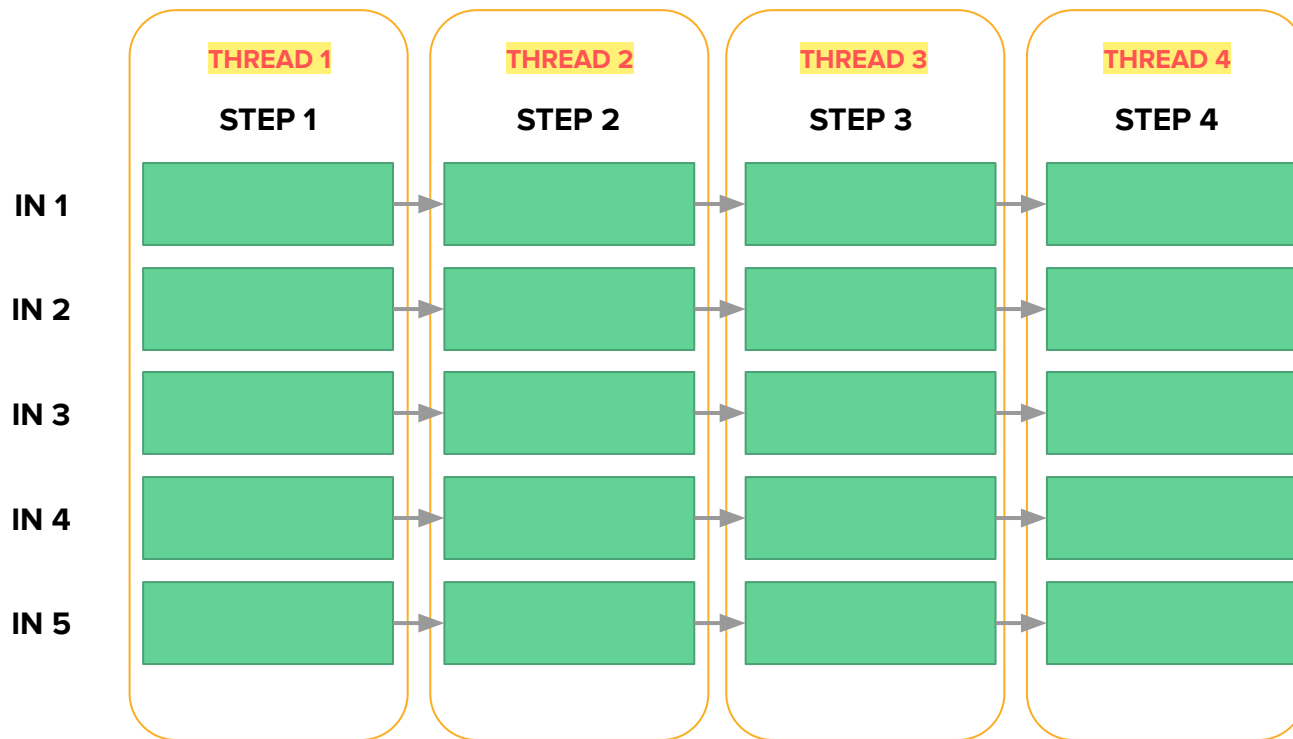 THREAD 1 THREAD 2 THREAD 3 THREAD 4
STEP 1 STEP 2 STEP 3 STEP 4
IN 1
IN 2
IN 3
IN 4
IN 5